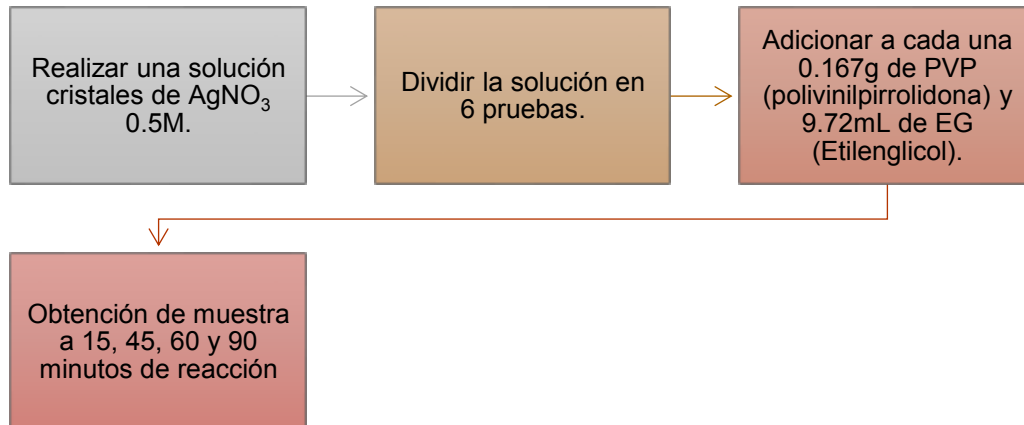 Realizar una solución
cristales de AgNO₃
0.5M.
Dividir la solución en
6 pruebas.
Adicionar a cada una
0.167g de PVP
(polivinilpirrolidona) y
9.72mL de EG
(Etilenglicol).
Obtención de muestra
a 15, 45, 60 y 90
minutos de reacción